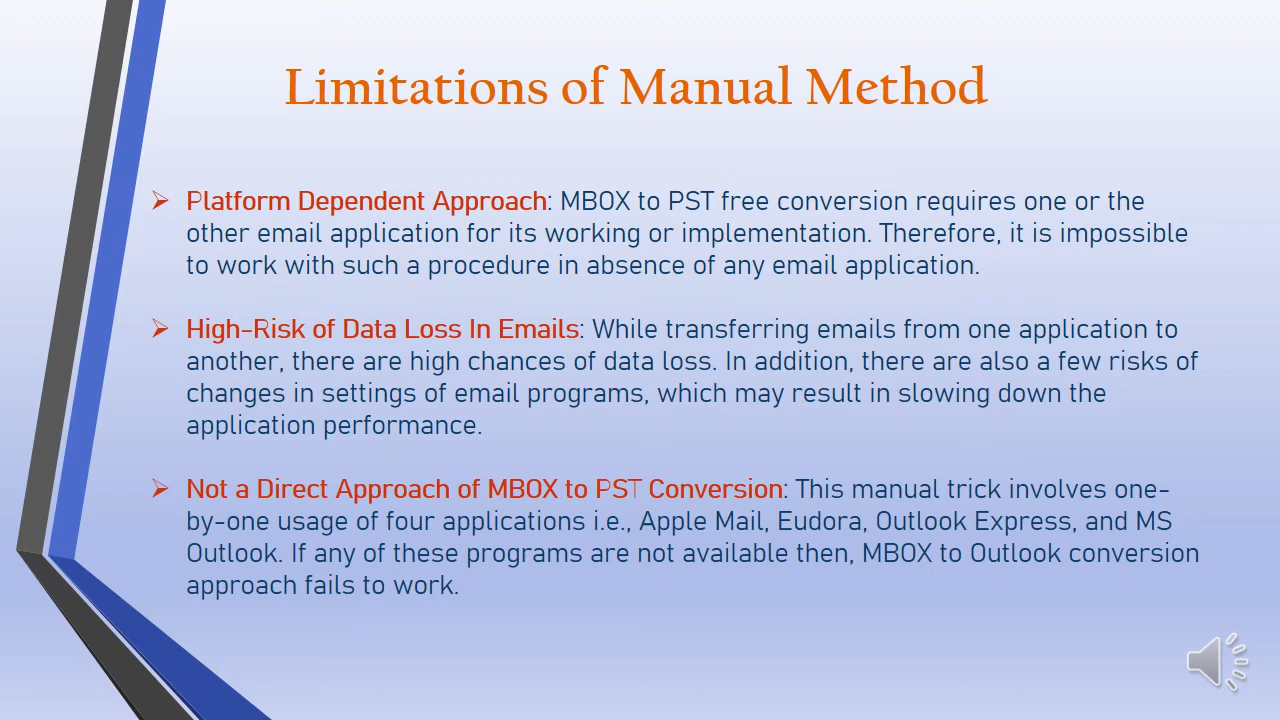 Limitations of Manual Method
Platform Dependent Approach: MBOX to PST free conversion requires one or the
other email application for its working or implementation. Therefore, it is impossible
to work with such a procedure in absence of any email application.
High-Risk of Data Loss In Emails: While transferring emails from one application to
another, there are high chances of data loss. In addition, there are also a few risks of
changes in settings of email programs, which may result in slowing down the
application performance.
Not a Direct Approach of MBOX to PST Conversion: This manual trick involves one-
by-one usage of four applications i.e., Apple Mail, Eudora, Outlook Express, and MS
Outlook. If any of these programs are not available then, MBOX to Outlook conversion
approach fails to work.